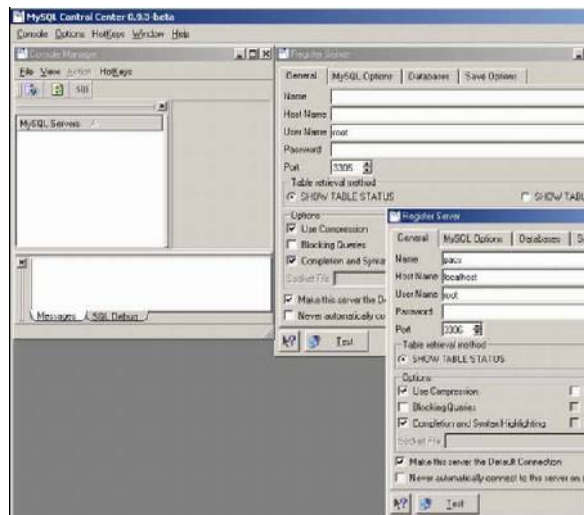 MySQL Control Center 0.9.3-beta
Console Options HotKeys Window Help
Console Manager
File View Action HotKeys
SQL
MySQL Servers
Messages SQL Debug
Register Server
General MySQL Options Databases Save Options
Name
Host Name
User Name root
Password
Port 3306
Table retrieval method
SHOW TABLE STATUS SHOW TABL
Options
Use Compression
Blocking Queries
Completion and Syntax
Socket File
Make this server the D
Never automatically co
Test
Register Server
General MySQL Options Databases S
Name pacs
Host Name localhost
User Name root
Password
Port 3306
Table retrieval method
SHOW TABLE STATUS
Options
Use Compression
Blocking Queries
Completion and Syntax Highlighting
Socket File
Make this server the Default Connection
Never automatically connect to this server on
Test